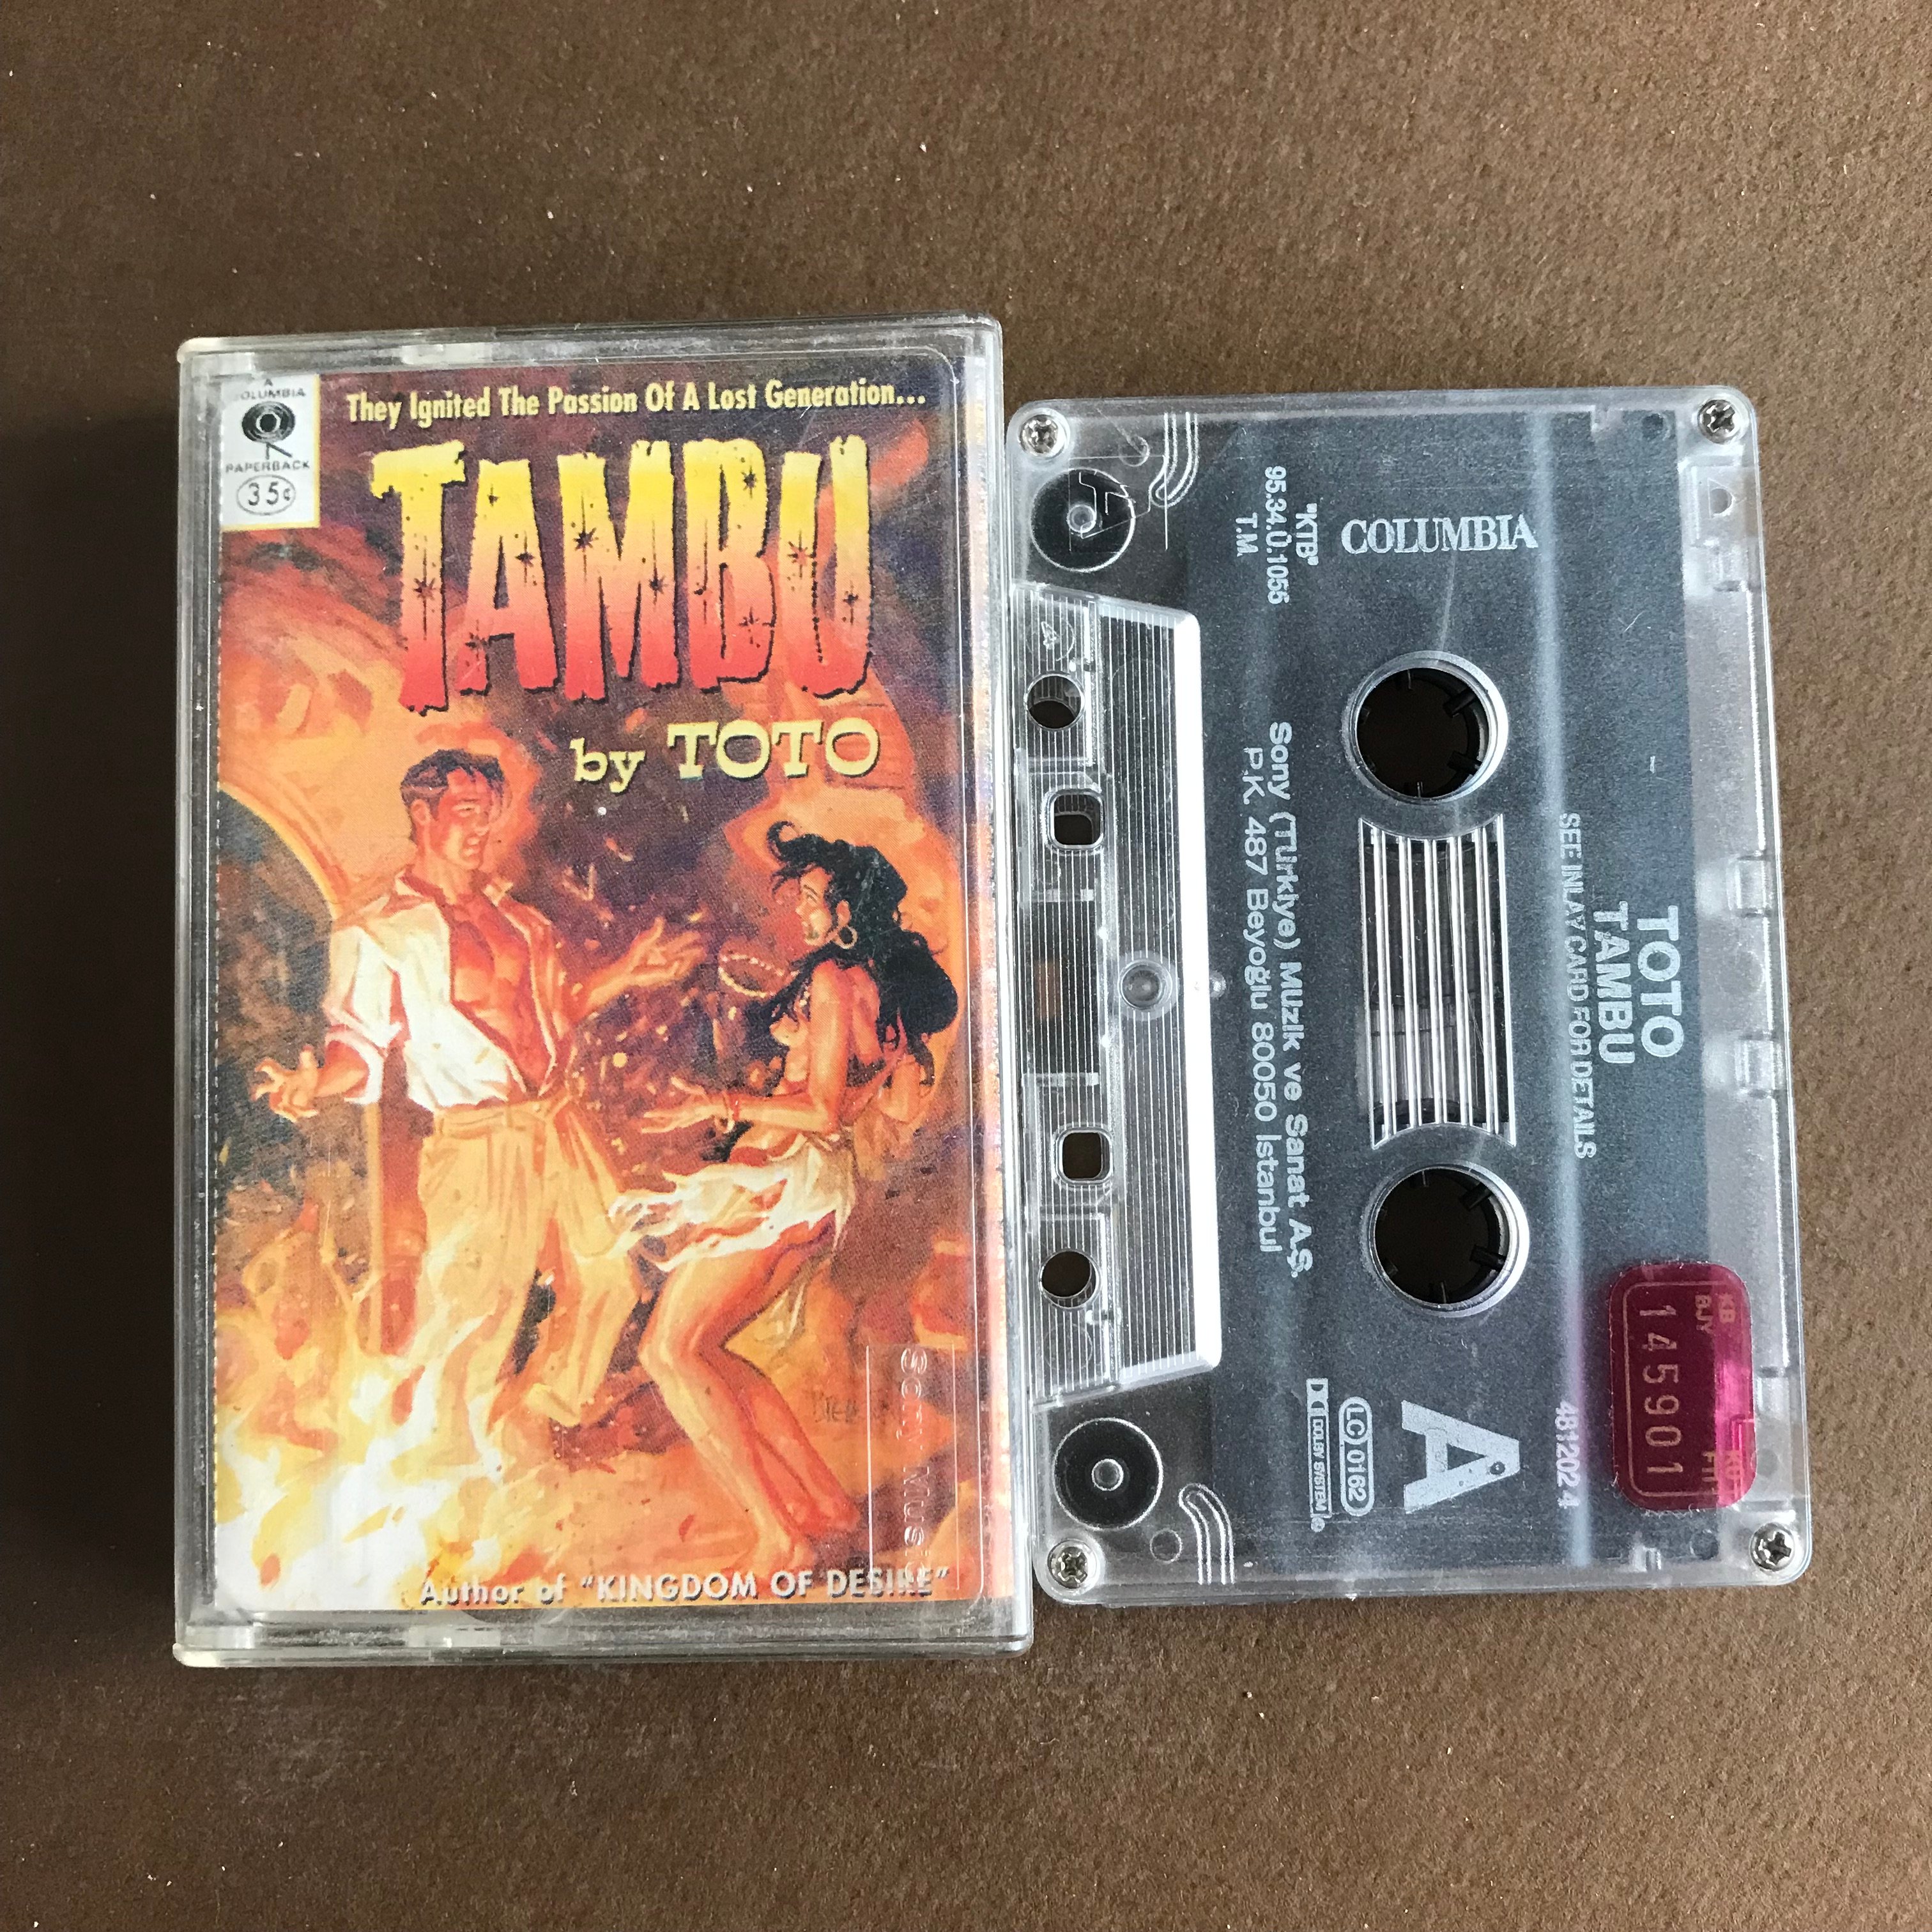 A
COLUMBIA
PAPERBACK
35¢
They Ignited The Passion Of A Lost Generation...
TAMBU
by TOTO
Author of "KINGDOM OF DESIRE"
Sony Music
TOTO
TAMBU
SEE INLAY CARD FOR DETAILS
COLUMBIA
"KTB"
95.34.Ü.1055
T.M.
Sony (Türkiye) Müzik ve Sanat A.Ş.
P.K. 487 Beyoğlu 80050 İstanbul
A
LC 0162
DOLBY SYSTEM
481202 4
KB
BJY
145901